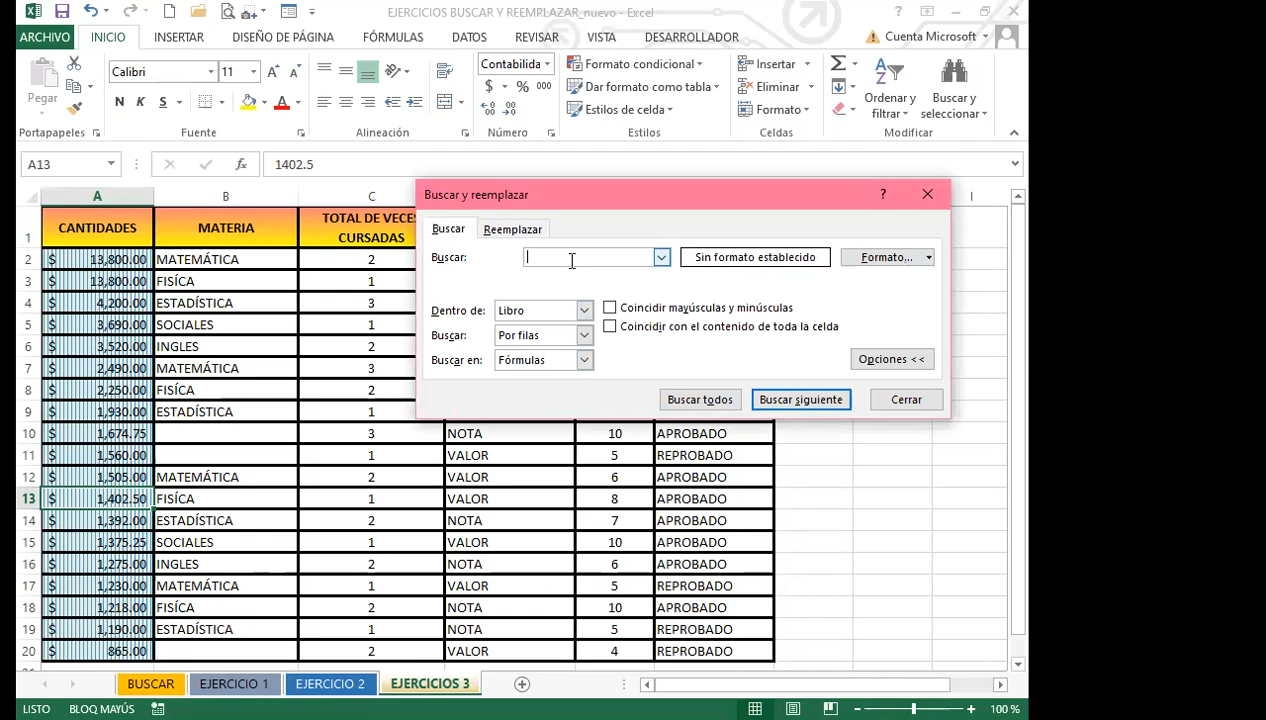 EJERCICIOS BUSCAR Y REEMPLAZAR_nuevo - Excel
ARCHIVO INICIO INSERTAR DISEÑO DE PÁGINA FÓRMULAS DATOS REVISAR VISTA DESARROLLADOR Cuenta Microsoft
Pegar
Portapapeles
Calibri 11
N K S
Fuente
Alineación
Contabilida
$ % 000
Número
Formato condicional
Dar formato como tabla
Estilos de celda
Estilos
Insertar
Eliminar
Formato
Celdas
Ordenar y filtrar
Buscar y seleccionar
Modificar
A13 fx 1402.5
A B C I
1 CANTIDADES MATERIA TOTAL DE VECES CURSADAS
2 $ 13,800.00 MATEMÁTICA 2
3 $ 13,800.00 FISÍCA 1
4 $ 4,200.00 ESTADÍSTICA 3
5 $ 3,690.00 SOCIALES 1
6 $ 3,520.00 INGLES 2
7 $ 2,490.00 MATEMÁTICA 3
8 $ 2,250.00 FISÍCA 2
9 $ 1,930.00 ESTADÍSTICA 1
10 $ 1,674.75 3 NOTA 10 APROBADO
11 $ 1,560.00 1 VALOR 5 REPROBADO
12 $ 1,505.00 MATEMÁTICA 2 VALOR 6 APROBADO
13 $ 1,402.50 FISÍCA 1 VALOR 8 APROBADO
14 $ 1,392.00 ESTADÍSTICA 2 NOTA 7 APROBADO
15 $ 1,375.25 SOCIALES 1 VALOR 10 APROBADO
16 $ 1,275.00 INGLES 2 NOTA 6 APROBADO
17 $ 1,230.00 MATEMÁTICA 1 VALOR 5 REPROBADO
18 $ 1,218.00 FISÍCA 2 NOTA 10 APROBADO
19 $ 1,190.00 ESTADÍSTICA 1 NOTA 5 REPROBADO
20 $ 865.00 2 VALOR 4 REPROBADO
Buscar y reemplazar ?
Buscar Reemplazar
Buscar: Sin formato establecido Formato...
Dentro de: Libro Coincidir mayúsculas y minúsculas
Buscar: Por filas Coincidir con el contenido de toda la celda
Buscar en: Fórmulas Opciones <<
Buscar todos Buscar siguiente Cerrar
BUSCAR EJERCICIO 1 EJERCICIO 2 EJERCICIOS 3
LISTO BLOQ MAYÚS 100 %